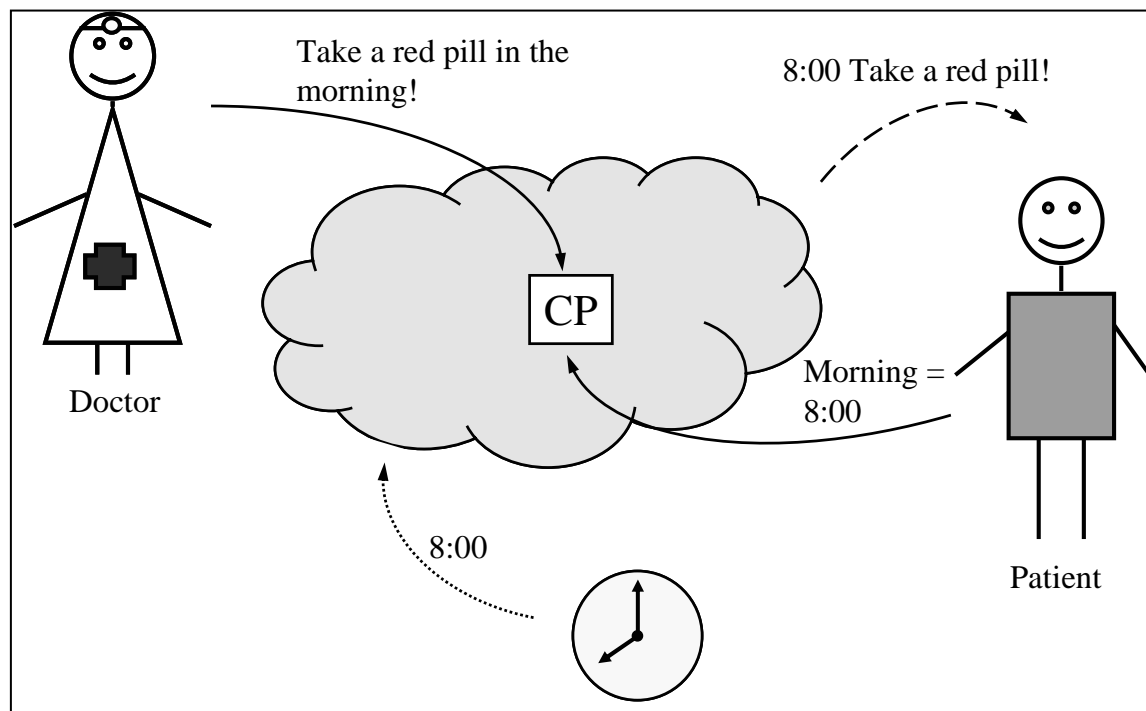 Take a red pill in the
morning!
8:00 Take a red pill!
CP
Morning =
8:00
Doctor
8:00
Patient